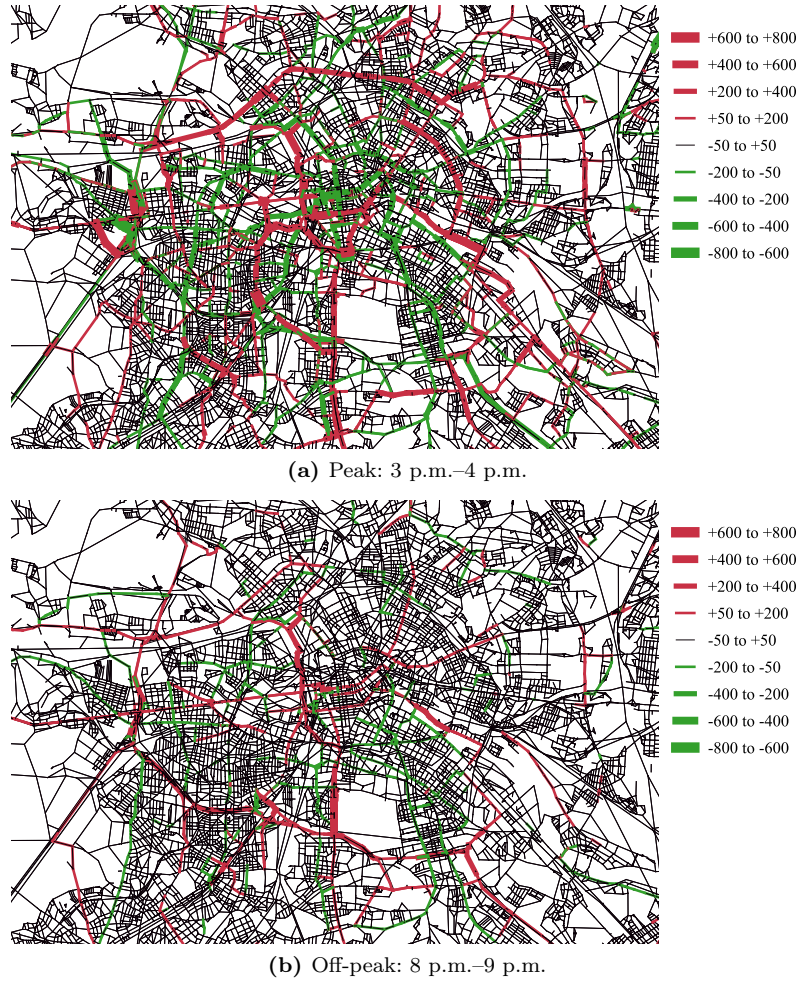 +600 to +800
+400 to +600
+200 to +400
+50 to +200
-50 to +50
-200 to -50
-400 to -200
-600 to -400
-800 to -600
(a) Peak: 3 p.m.–4 p.m.
+600 to +800
+400 to +600
+200 to +400
+50 to +200
-50 to +50
-200 to -50
-400 to -200
-600 to -400
-800 to -600
(b) Off-peak: 8 p.m.–9 p.m.